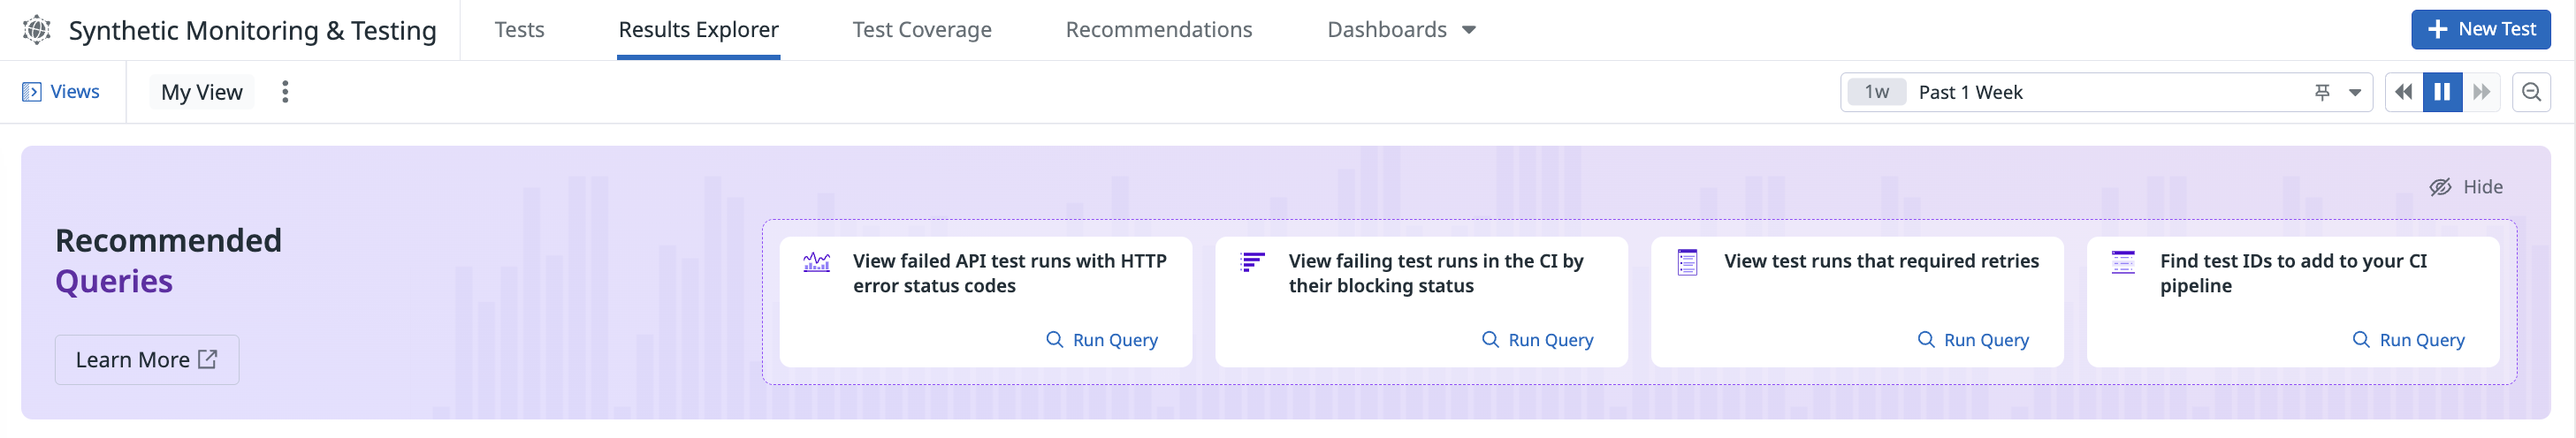 Synthetic Monitoring & Testing
Tests
Results Explorer
Test Coverage
Recommendations
Dashboards
New Test
Views
My View
1w Past 1 Week
Hide
Recommended
Queries
Learn More
View failed API test runs with HTTP
error status codes
Run Query
View failing test runs in the CI by
their blocking status
Run Query
View test runs that required retries
Run Query
Find test IDs to add to your CI
pipeline
Run Query